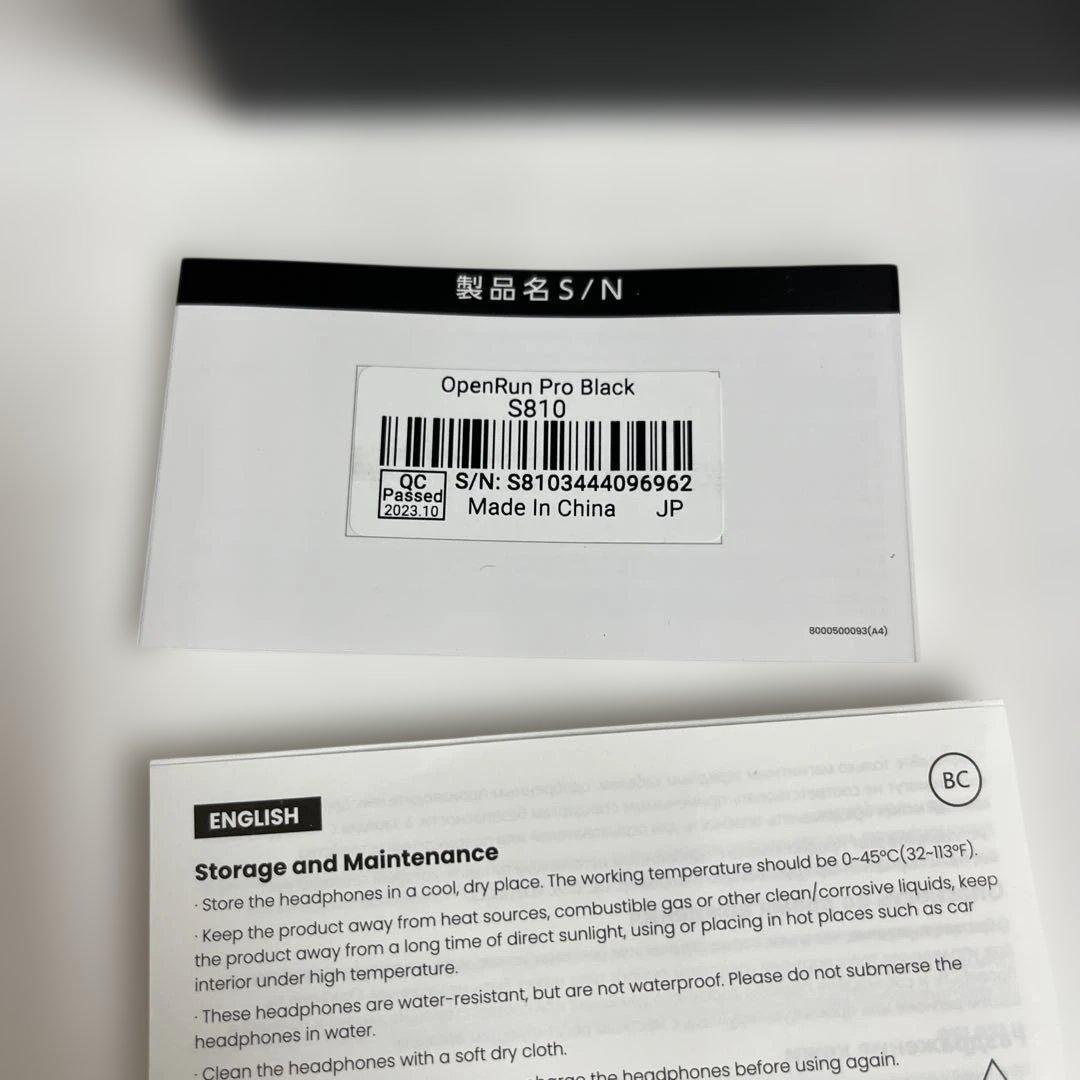 製品名S/N
OpenRun Pro Black
S810
QC
Passed
2023.10
S/N: S8103444096962
Made In China JP
8000500093(A4)
BC
ENGLISH
Storage and Maintenance
· Store the headphones in a cool, dry place. The working temperature should be 0~45ºC(32~113ºF).
· Keep the product away from heat sources, combustible gas or other clean/corrosive liquids, keep
the product away from a long time of direct sunlight, using or placing in hot places such as car
interior under high temperature.
· These headphones are water-resistant, but are not waterproof. Please do not submerse the
headphones in water.
· Clean the headphones with a soft dry cloth.
the headphones before using again.